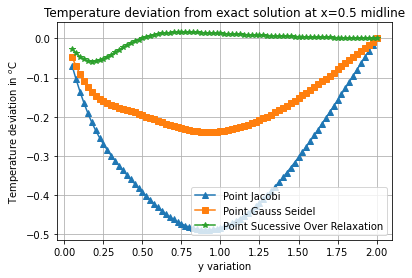 Temperature deviation from exact solution at x=0.5 midline
Temperature deviation in °C
0.0
−0.1
−0.2
−0.3
−0.4
−0.5
Point Jacobi
Point Gauss Seidel
Point Sucessive Over Relaxation
0.00 0.25 0.50 0.75 1.00 1.25 1.50 1.75 2.00
y variation